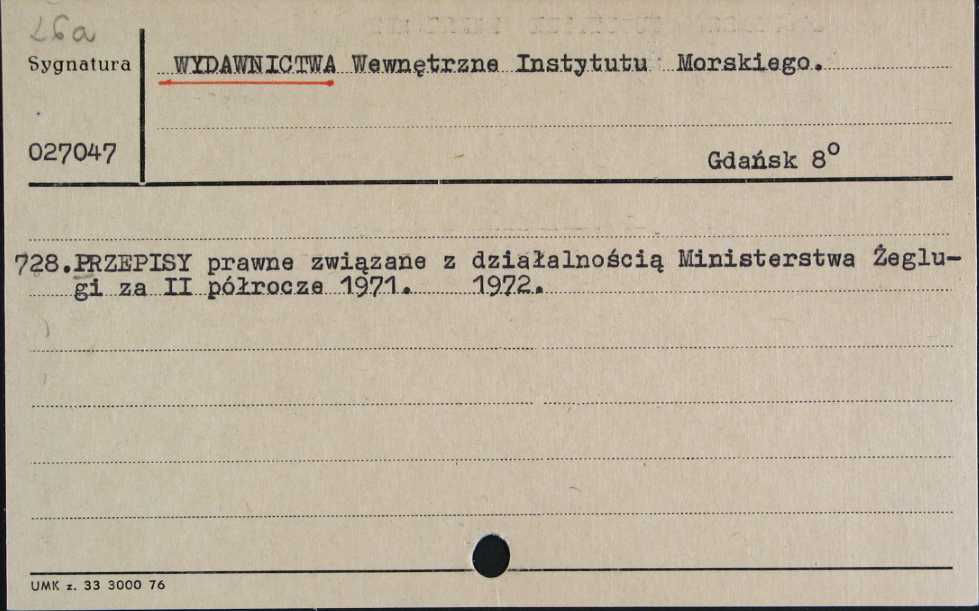 26a
Sygnatura
WYDAWNICTWA Wewnętrzne Instytutu Morskiego.
027047
Gdańsk 8°
728.PRZEPISY prawne związane z działalnością Ministerstwa Żeglu-
gi za II półrocze 1971. 1972.
UMK z. 33 3000 76